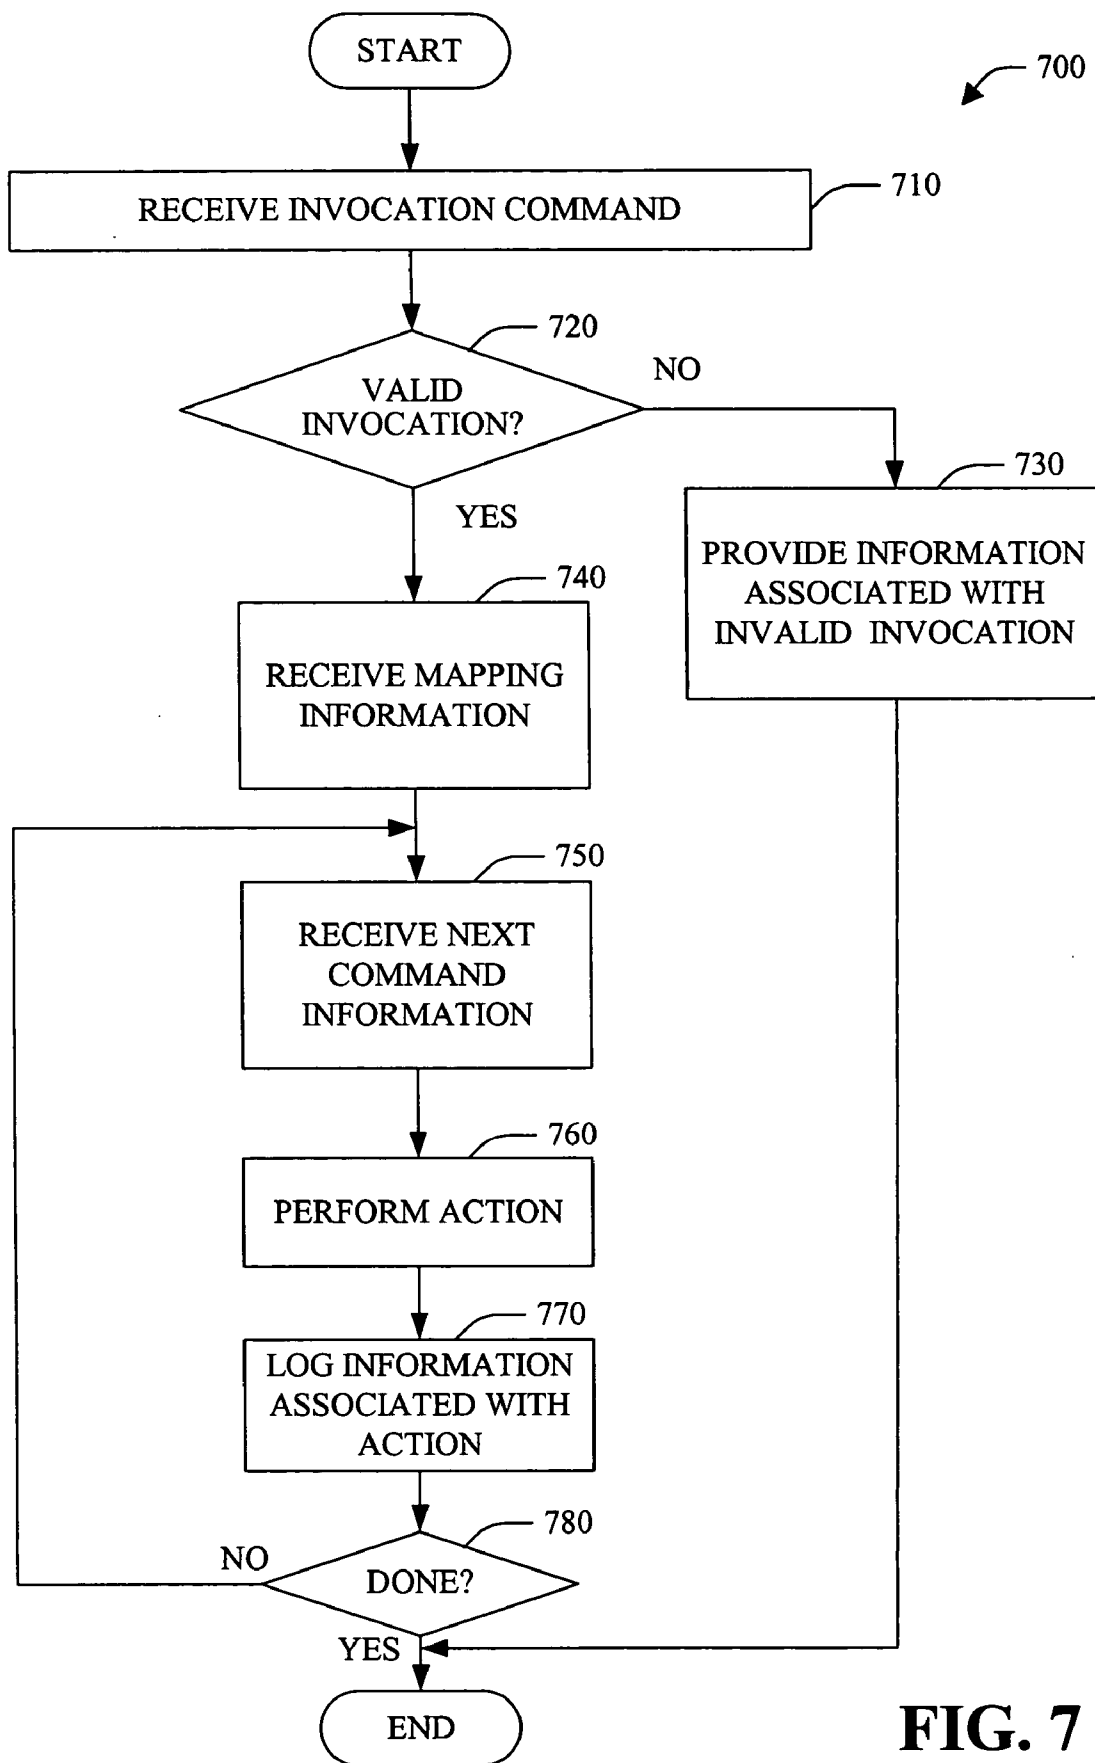 START
700
RECEIVE INVOCATION COMMAND
710
720
VALID
INVOCATION?
NO
YES
730
PROVIDE INFORMATION
ASSOCIATED WITH
INVALID INVOCATION
740
RECEIVE MAPPING
INFORMATION
750
RECEIVE NEXT
COMMAND
INFORMATION
760
PERFORM ACTION
770
LOG INFORMATION
ASSOCIATED WITH
ACTION
780
NO
DONE?
YES
END
FIG. 7